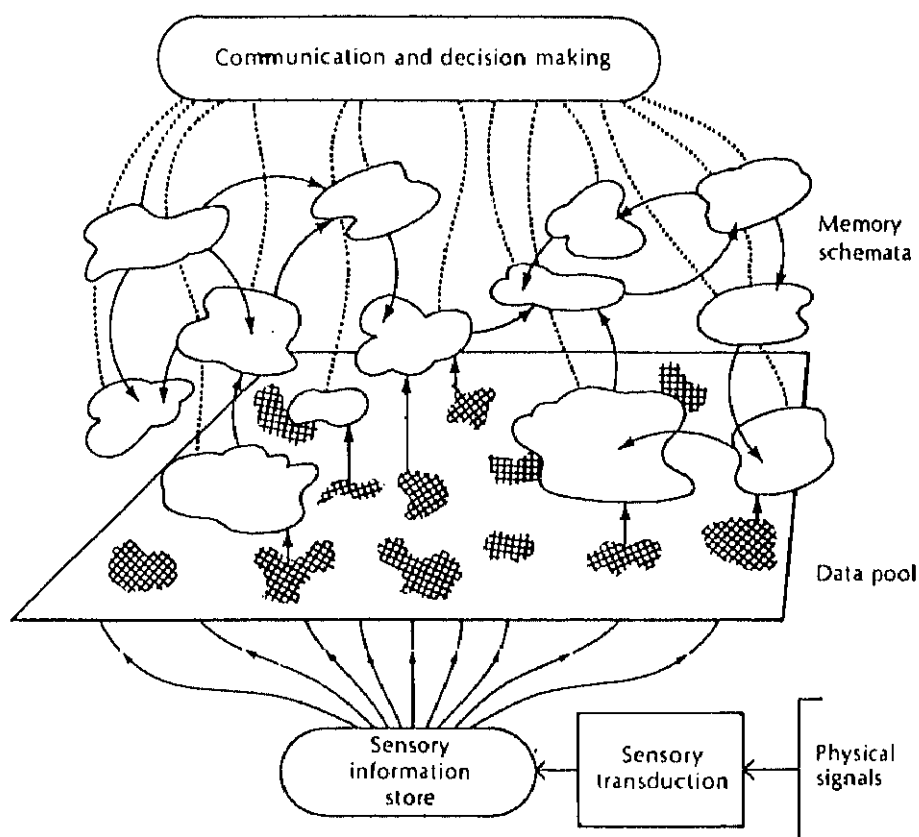 Communication and decision making
Memory
schemata
Data pool
Sensory
information
store
Sensory
transduction
Physical
signals